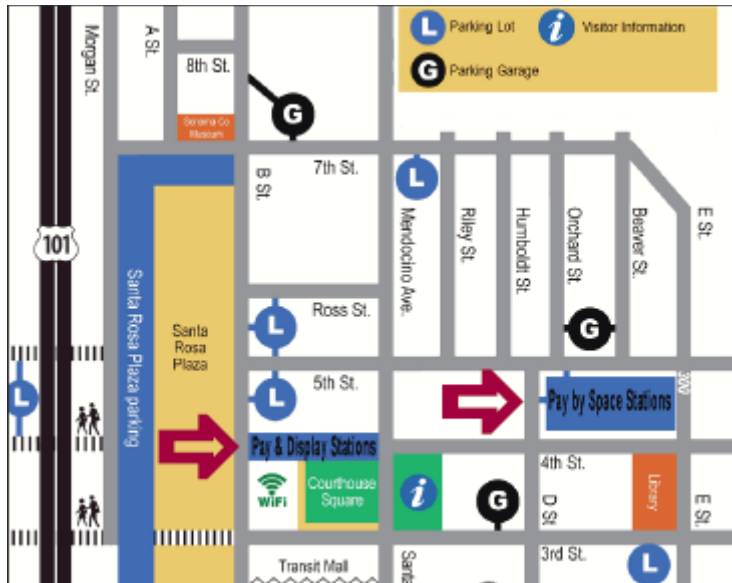 Parking Lot
Visitor Information
Parking Garage
L
i
G
Morgan St.
A St.
8th St.
Sonoma Co
Museum
G
B St.
7th St.
L
Mendocino Ave.
Riley St.
Humboldt St.
Orchard St.
Beaver St.
E St.
101
Santa Rosa Plaza parking
Santa
Rosa
Plaza
Ross St.
L
G
5th St.
L
L
300
Pay by Space Stations
Pay & Display Stations
WiFi
Courthouse
Square
i
G
4th St.
D St.
Library
E St.
Transit Mall
Santa
3rd St.
L